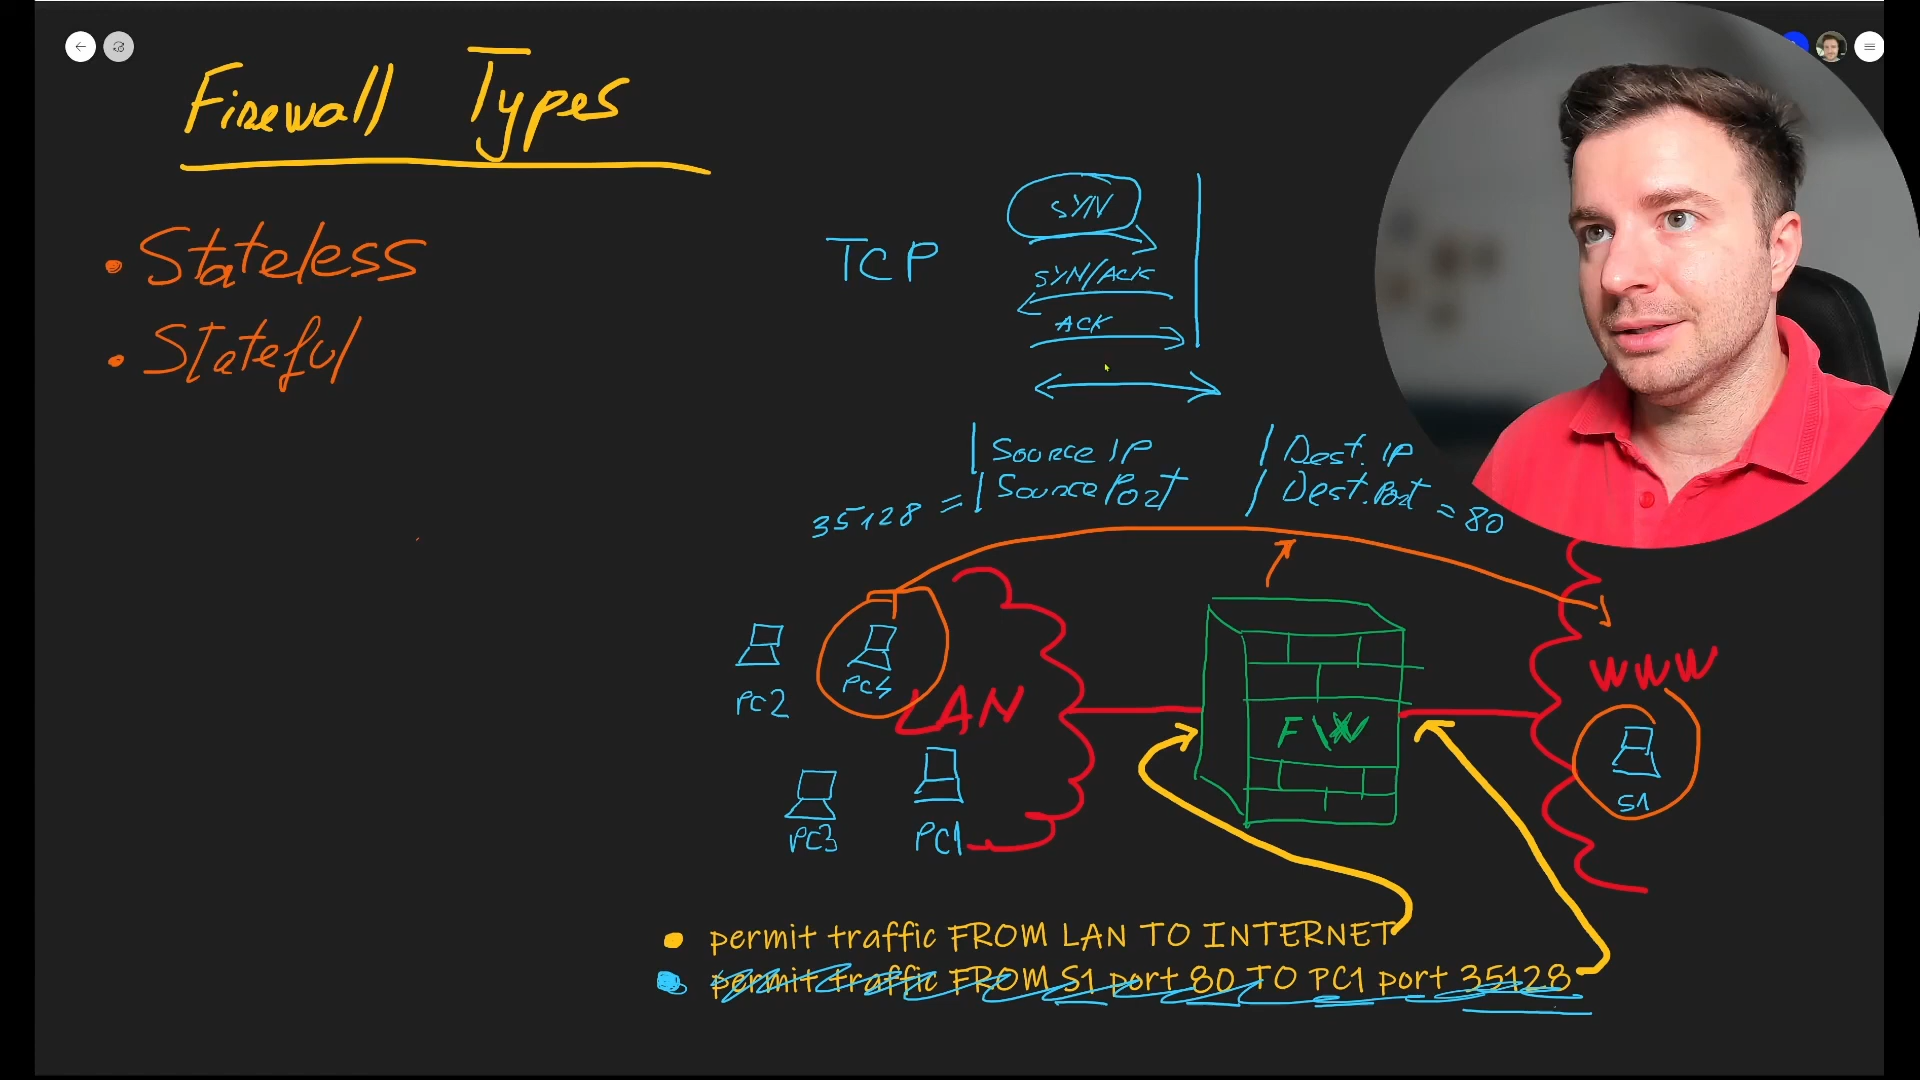 Firewall Types
• Stateless
• Stateful
TCP
SYN
SYN/ACK
ACK
Source IP
Source Port
35128 =
Dest. IP
Dest. Port = 80
PC2
PC4
LAN
PC3
PC1
FW
WWW
S1
• permit traffic FROM LAN TO INTERNET
• permit traffic FROM S1 port 80 TO PC1 port 35128